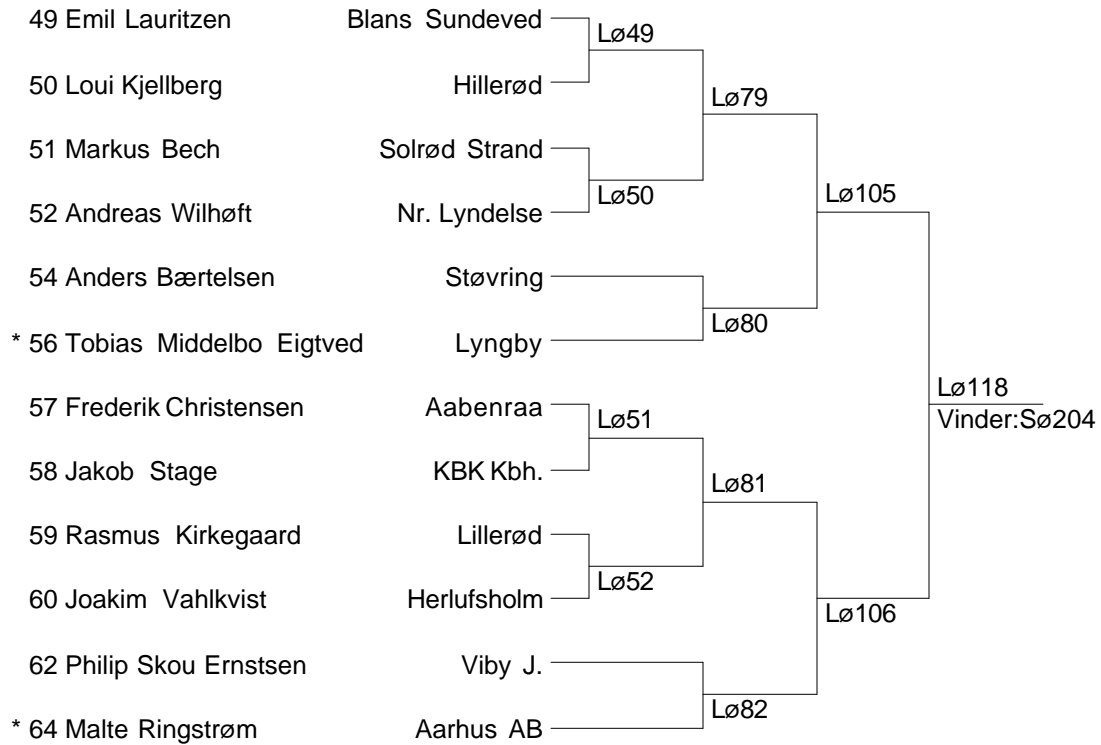 49 Emil Lauritzen Blans Sundeved
Lø49
50 Loui Kjellberg Hillerød
Lø79
51 Markus Bech Solrød Strand
Lø50
Lø105
52 Andreas Wilhøft Nr. Lyndelse
54 Anders Bærtelsen Støvring
Lø80
* 56 Tobias Middelbo Eigtved Lyngby
Lø118
57 Frederik Christensen Aabenraa
Lø51
Vinder:Sø204
58 Jakob Stage KBK Kbh.
Lø81
59 Rasmus Kirkegaard Lillerød
Lø52
60 Joakim Vahlkvist Herlufsholm
Lø106
62 Philip Skou Ernstsen Viby J.
Lø82
* 64 Malte Ringstrøm Aarhus AB